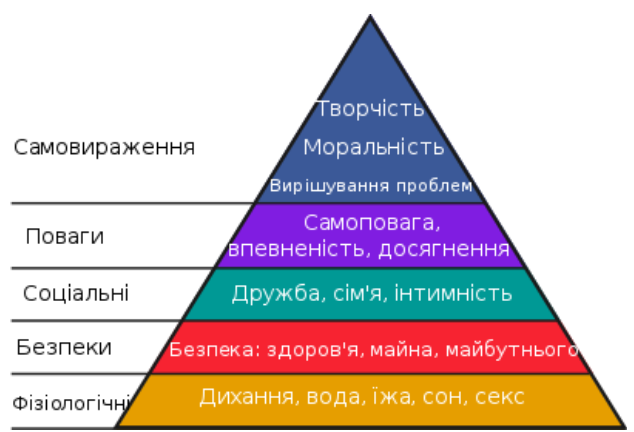 Творчість
Самовираження
Моральність
Вирішування проблем
Поваги
Самоповага,
впевненість, досягнення
Соціальні
Дружба, сім'я, інтимність
Безпеки
Безпека: здоров'я, майна, майбутнього
Фізіологічні
Дихання, вода, їжа, сон, секс